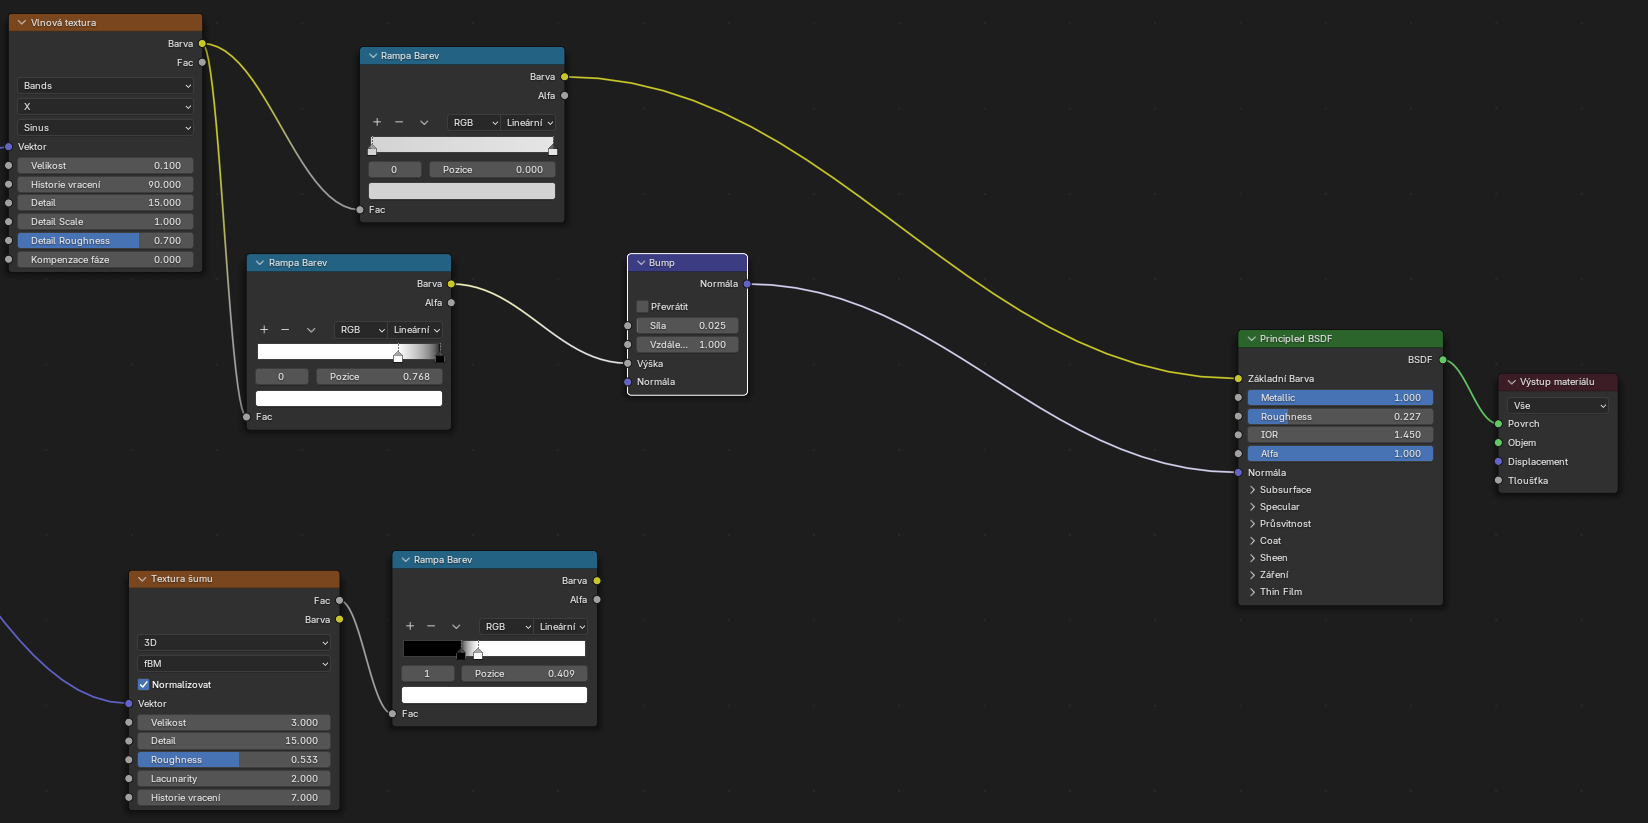 Vlnová textura
Barva
Fac
Bands
X
Sinus
Vektor
Velikost 0.100
Historie vracení 90.000
Detail 15.000
Detail Scale 1.000
Detail Roughness 0.700
Kompenzace fáze 0.000
Rampa Barev
Barva
Alfa
+ − RGB Lineární
0 Pozice 0.000
Fac
Rampa Barev
Barva
Alfa
+ − RGB Lineární
0 Pozice 0.768
Fac
Bump
Normála
Převrátit
Síla 0.025
Vzdále... 1.000
Výška
Normála
Principled BSDF
BSDF
Základní Barva
Metallic 1.000
Roughness 0.227
IOR 1.450
Alfa 1.000
Normála
Subsurface
Specular
Průsvitnost
Coat
Sheen
Záření
Thin Film
Výstup materiálu
Vše
Povrch
Objem
Displacement
Tloušťka
Textura šumu
Fac
Barva
3D
fBM
Normalizovat
Vektor
Velikost 3.000
Detail 15.000
Roughness 0.533
Lacunarity 2.000
Historie vracení 7.000
Rampa Barev
Barva
Alfa
+ − RGB Lineární
1 Pozice 0.409
Fac